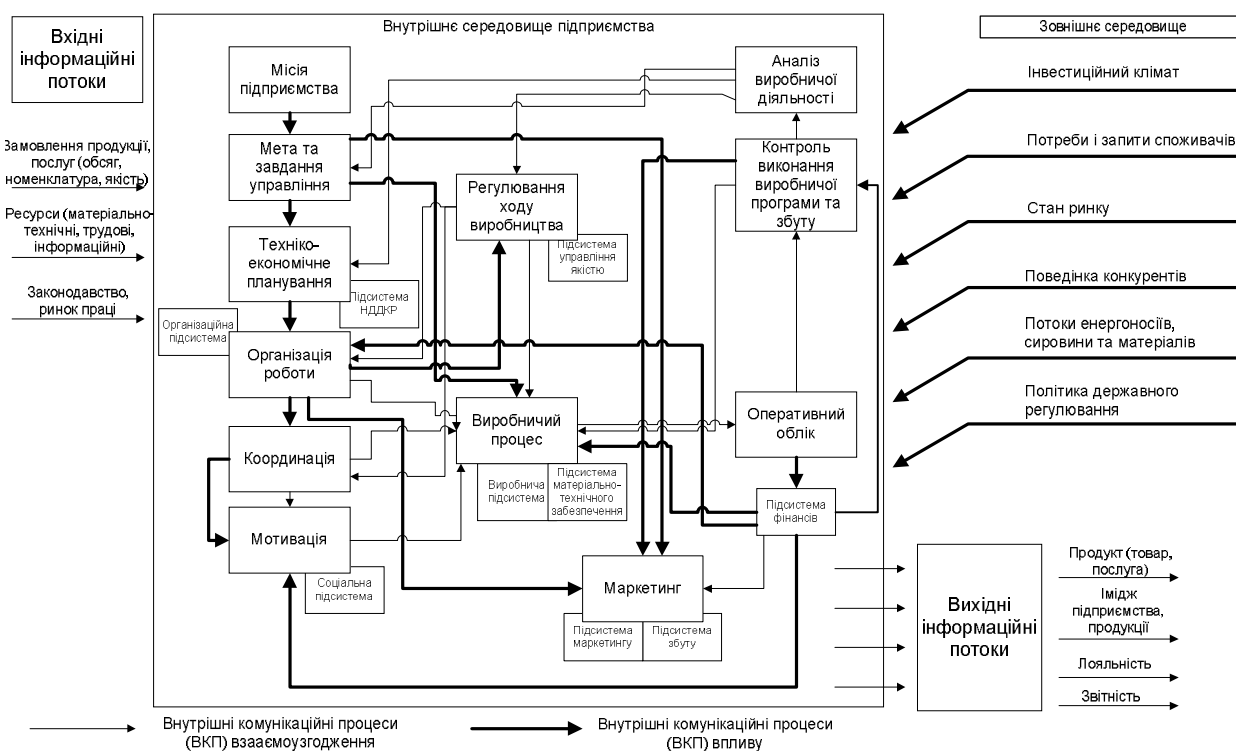 Вхідні
інформаційні
потоки
Замовлення продукції,
послуг (обсяг,
номенклатура, якість)
Ресурси (матеріально-
технічні, трудові,
інформаційні)
Законодавство,
ринок праці
Внутрішнє середовище підприємства
Місія
підприємства
Мета та
завдання
управління
Техніко-
економічне
планування
Підсистема
НДДКР
Організаційна
підсистема
Організація
роботи
Координація
Мотивація
Соціальна
підсистема
Регулювання
ходу
виробництва
Підсистема
управління
якістю
Виробничий
процес
Виробнича
підсистема
Підсистема
матеріально-
технічного
забезпечення
Маркетинг
Підсистема
маркетингу
Підсистема
збуту
Аналіз
виробничої
діяльності
Контроль
виконання
виробничої
програми та
збуту
Оперативний
облік
Підсистема
фінансів
Зовнішнє середовище
Інвестиційний клімат
Потреби і запити споживачів
Стан ринку
Поведінка конкурентів
Потоки енергоносіїв,
сировини та матеріалів
Політика державного
регулювання
Вихідні
інформаційні
потоки
Продукт (товар,
послуга)
Імідж
підприємства,
продукції
Лояльність
Звітність
Внутрішні комунікаційні процеси
(ВКП) взааємоузгодження
Внутрішні комунікаційні процеси
(ВКП) впливу